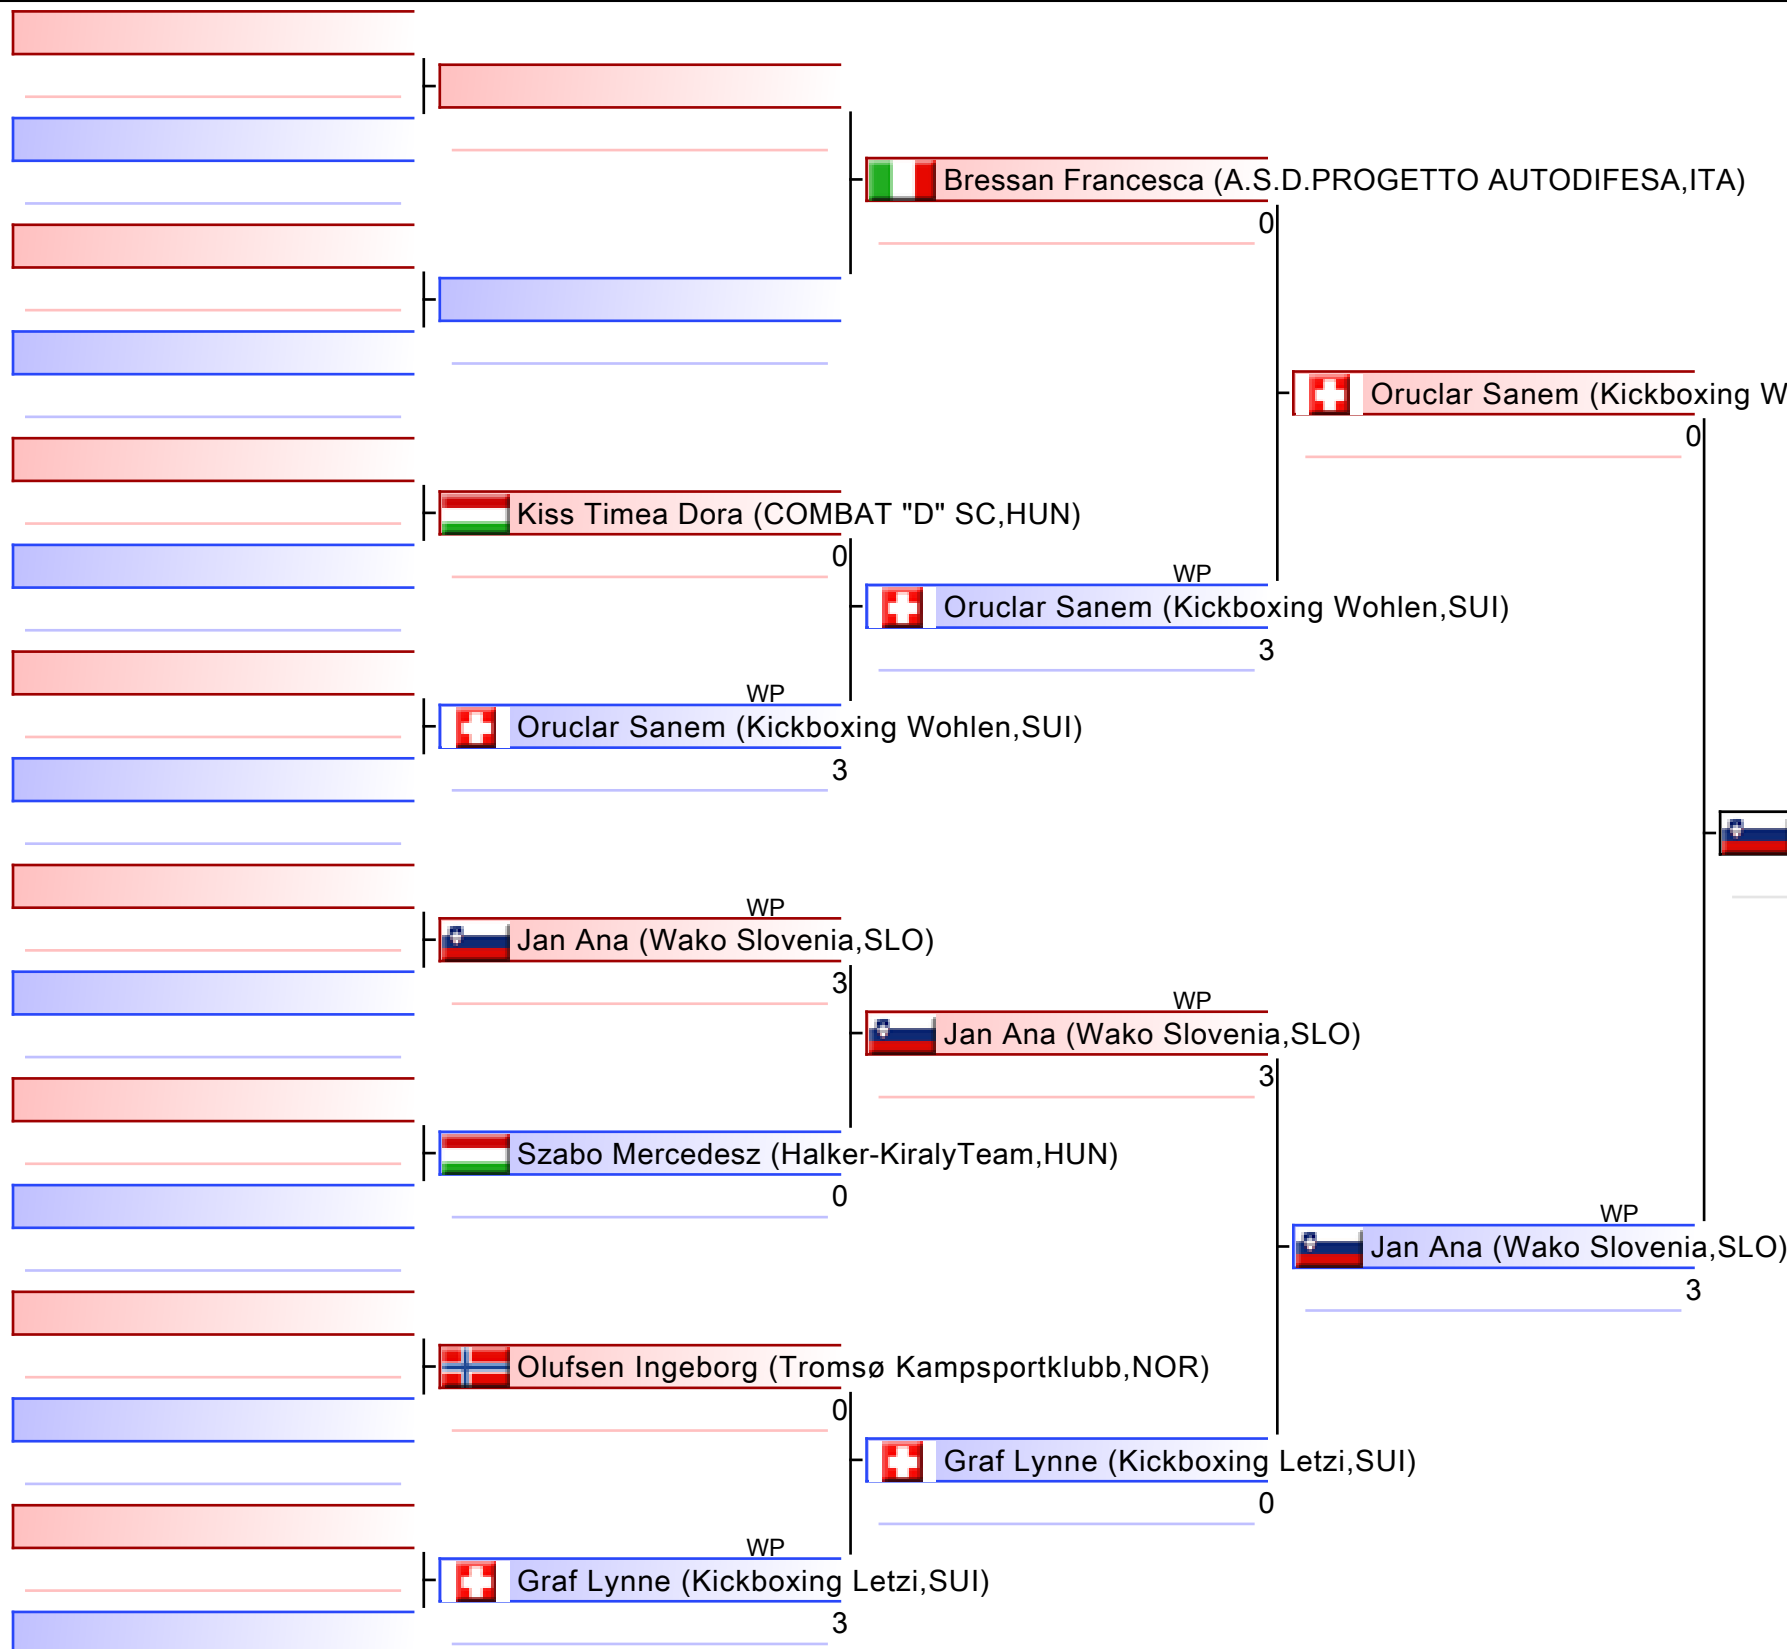 Bressan Francesca (A.S.D.PROGETTO AUTODIFESA,ITA)
0
Oruclar Sanem (Kickboxing W
0
Kiss Timea Dora (COMBAT "D" SC,HUN)
0
WP
Oruclar Sanem (Kickboxing Wohlen,SUI)
3
WP
Oruclar Sanem (Kickboxing Wohlen,SUI)
3
WP
Jan Ana (Wako Slovenia,SLO)
3
WP
Jan Ana (Wako Slovenia,SLO)
3
Szabo Mercedesz (Halker-KiralyTeam,HUN)
0
WP
Jan Ana (Wako Slovenia,SLO)
3
Olufsen Ingeborg (Tromsø Kampsportklubb,NOR)
0
Graf Lynne (Kickboxing Letzi,SUI)
0
WP
Graf Lynne (Kickboxing Letzi,SUI)
3